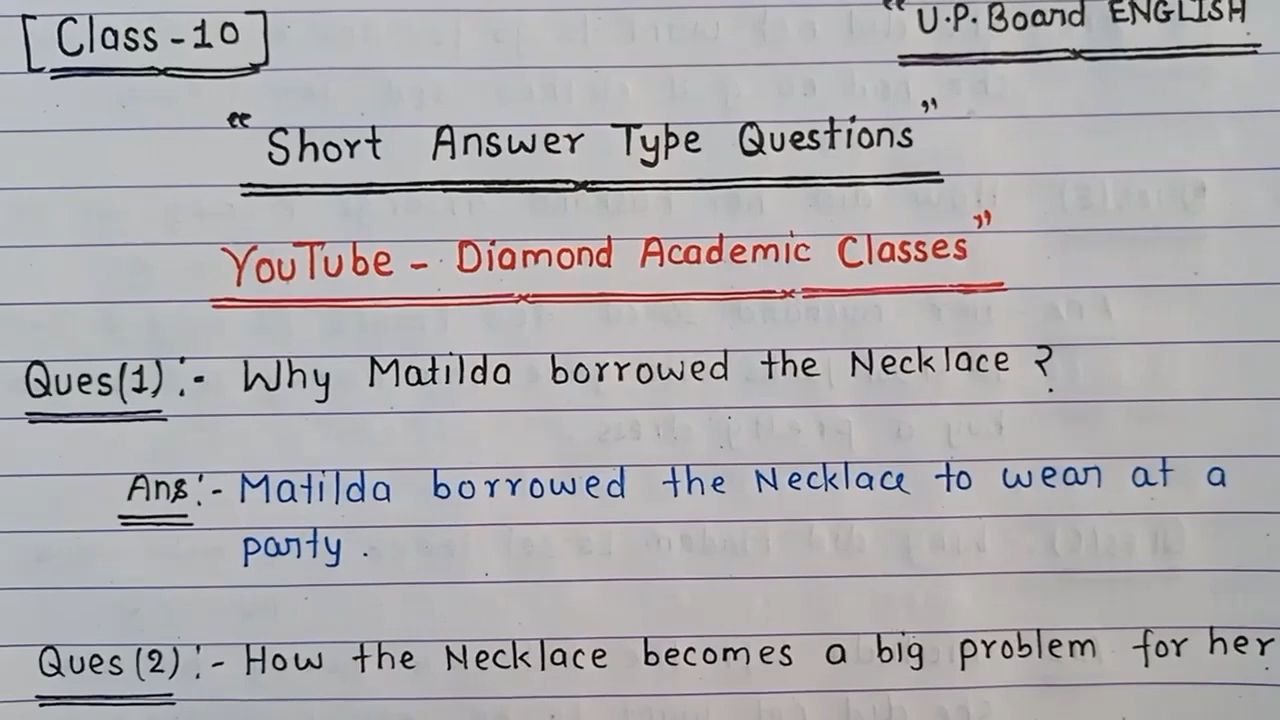 [Class-10]
"U.P. Board ENGLISH
"Short Answer Type Questions"
YouTube - Diamond Academic Classes"
Ques(1):- Why Matilda borrowed the Necklace ?
Ans:- Matilda borrowed the Necklace to wear at a
party.
Ques (2):- How the Necklace becomes a big problem for her